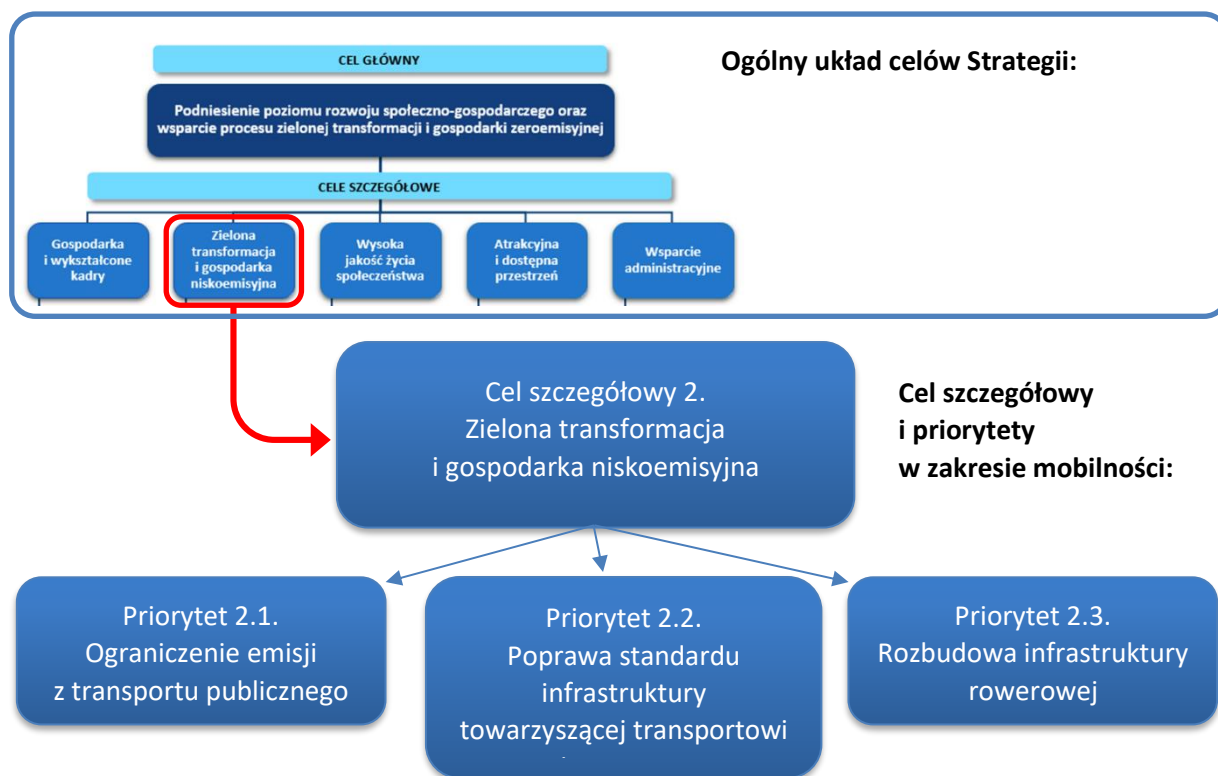 Ogólny układ celów Strategii:
CEL GŁÓWNY
Podniesienie poziomu rozwoju społeczno-gospodarczego oraz
wsparcie procesu zielonej transformacji i gospodarki zeroemisyjnej
CELE SZCZEGÓŁOWE
Gospodarka
i wykształcone
kadry
Zielona
transformacja
i gospodarka
niskoemisyjna
Wysoka
jakość życia
społeczeństwa
Atrakcyjna
i dostępna
przestrzeń
Wsparcie
administracyjne
Cel szczegółowy 2.
Zielona transformacja
i gospodarka niskoemisyjna
Cel szczegółowy
i priorytety
w zakresie mobilności:
Priorytet 2.1.
Ograniczenie emisji
z transportu publicznego
Priorytet 2.2.
Poprawa standardu
infrastruktury
towarzyszącej transportowi
Priorytet 2.3.
Rozbudowa infrastruktury
rowerowej